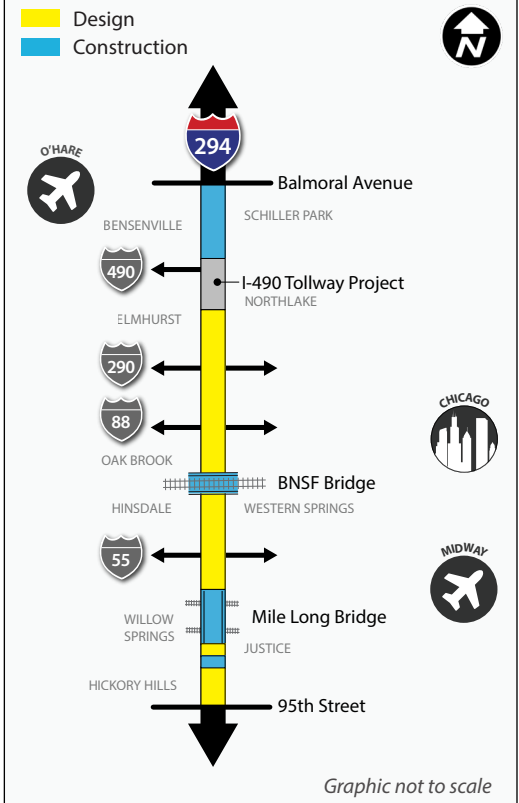 Design
Construction
N
294
O'HARE
Balmoral Avenue
BENSENVILLE
SCHILLER PARK
490
I-490 Tollway Project
NORTHLAKE
ELMHURST
290
88
CHICAGO
OAK BROOK
BNSF Bridge
HINSDALE
WESTERN SPRINGS
55
MIDWAY
WILLOW
SPRINGS
Mile Long Bridge
JUSTICE
HICKORY HILLS
95th Street
Graphic not to scale